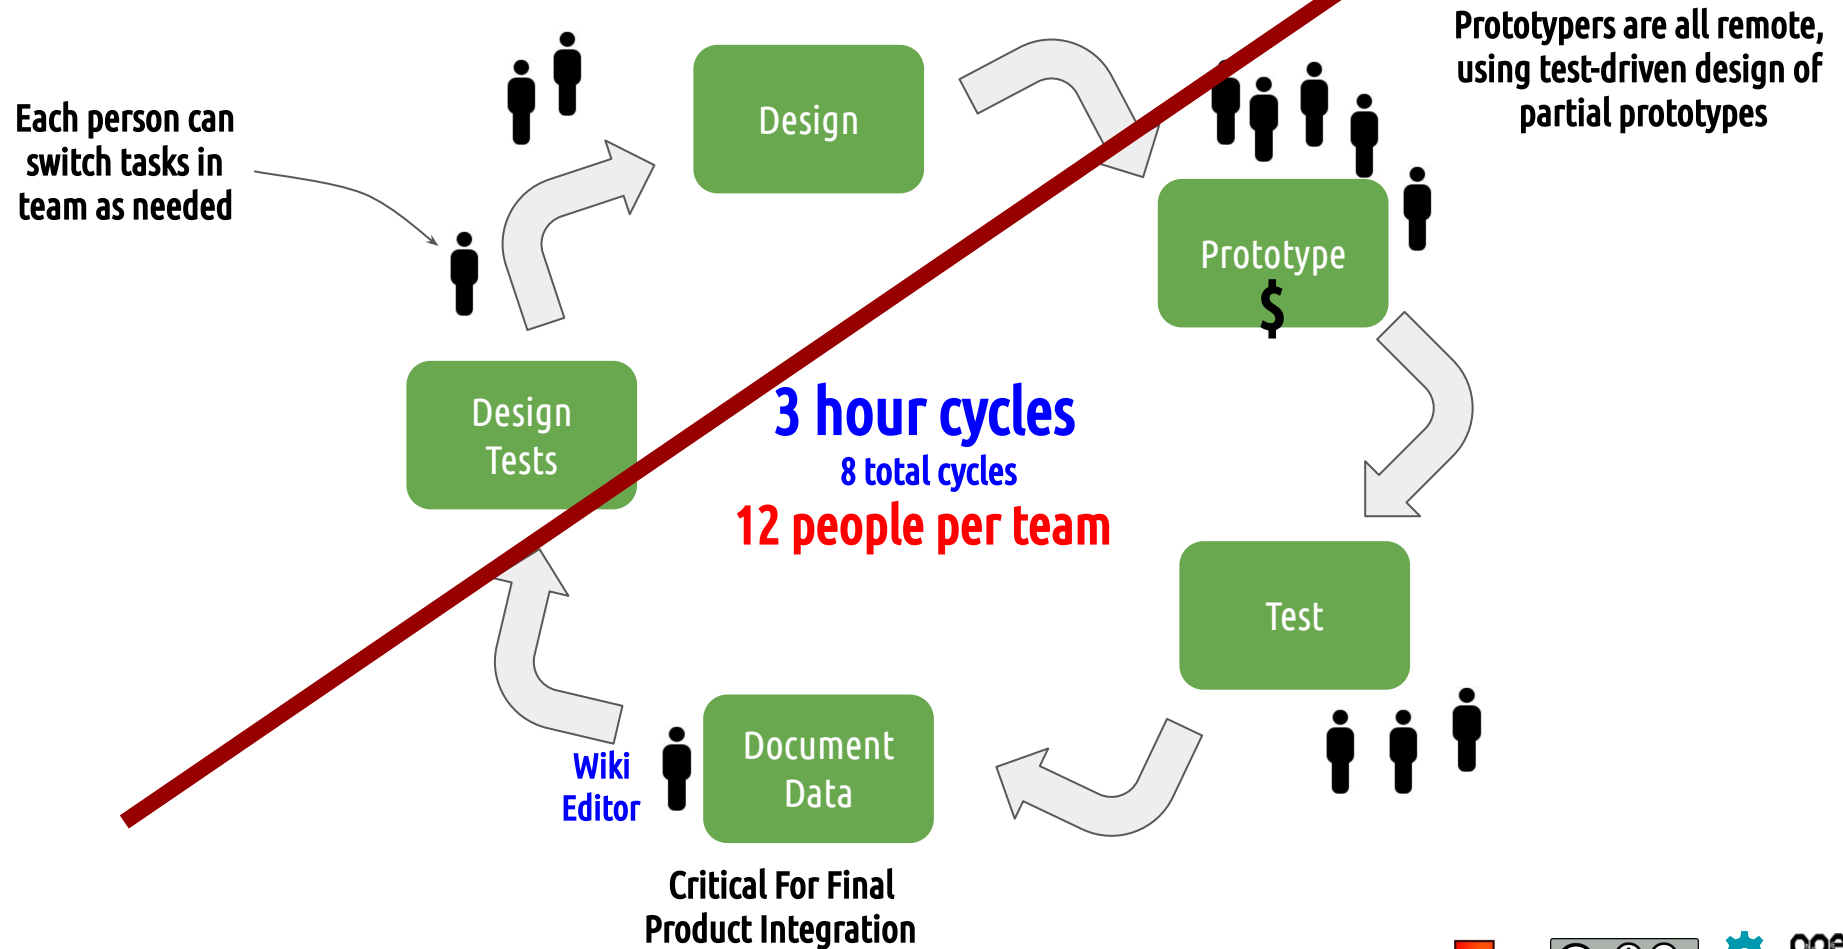 Each person can
switch tasks in
team as needed
Design
Prototypers are all remote,
using test-driven design of
partial prototypes
Prototype
$
Design
Tests
3 hour cycles
8 total cycles
12 people per team
Test
Wiki
Editor
Document
Data
Critical For Final
Product Integration